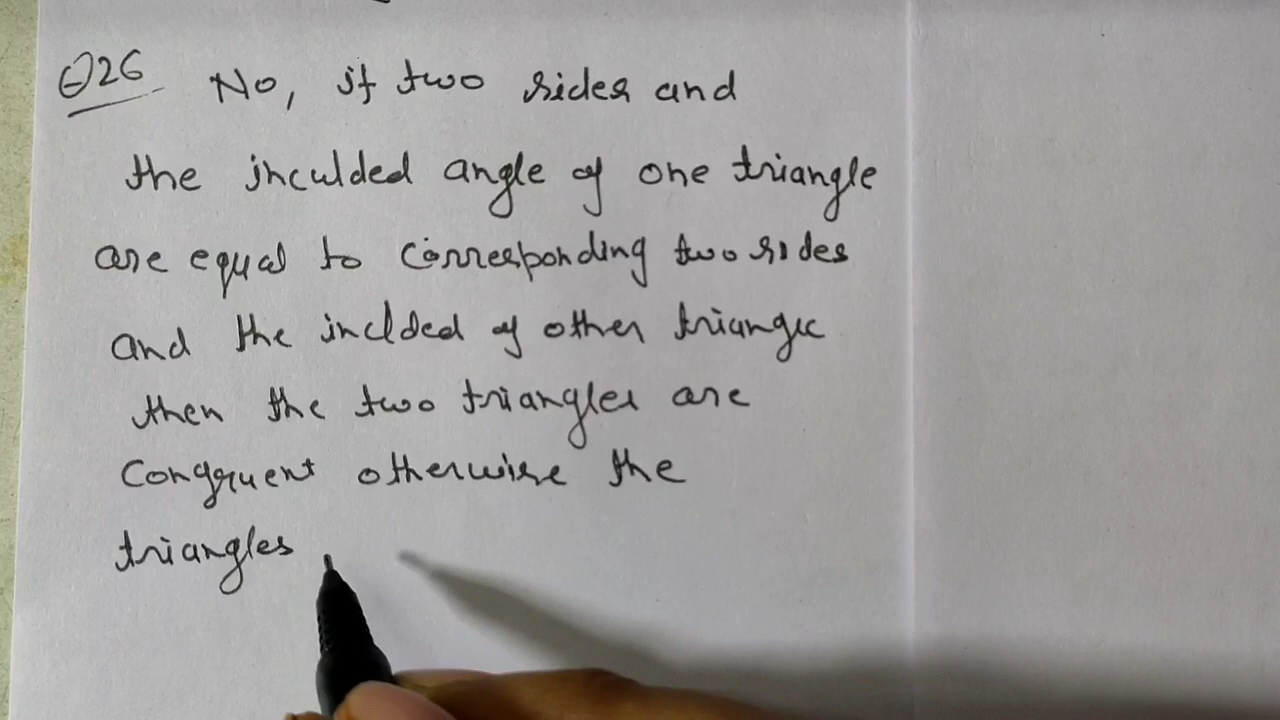 Q26 No, if two sides and
the inculded angle of one triangle
are equal to corresponding two sides
and the inclded of other triangle
then the two triangles are
congruent otherwise the
triangles